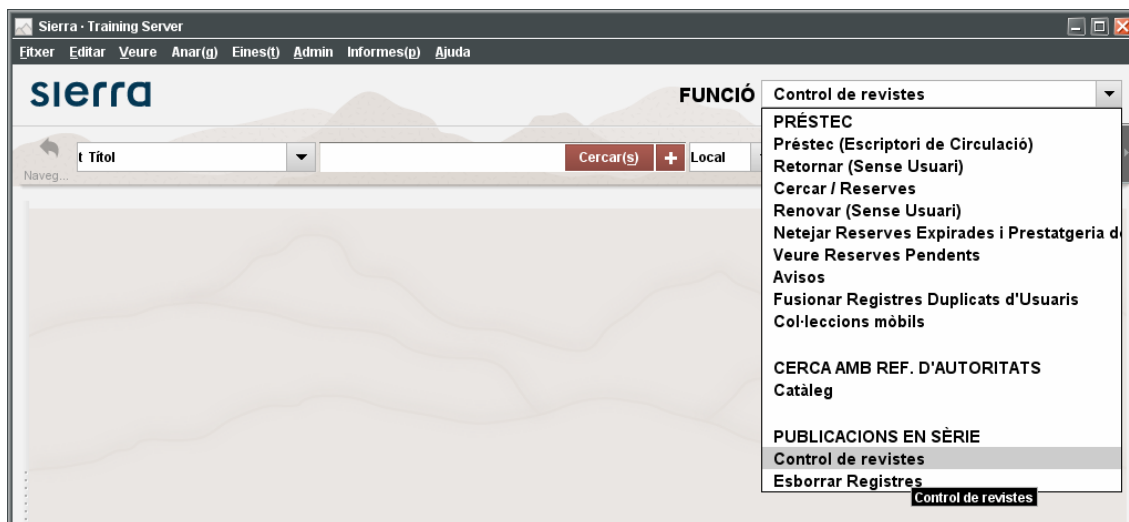 Sierra · Training Server
Fitxer Editar Veure Anar(g) Eines(t) Admin Informes(p) Ajuda
sierra
FUNCIÓ Control de revistes
PRÉSTEC
Préstec (Escriptori de Circulació)
Retornar (Sense Usuari)
Cercar / Reserves
Renovar (Sense Usuari)
Netejar Reserves Expirades i Prestatgeria de
Veure Reserves Pendents
Avisos
Fusionar Registres Duplicats d'Usuaris
Col·leccions mòbils
CERCA AMB REF. D'AUTORITATS
Catàleg
PUBLICACIONS EN SÈRIE
Control de revistes
Esborrar Registres
Control de revistes
Naveg...
t Títol
Cercar(s) + Local